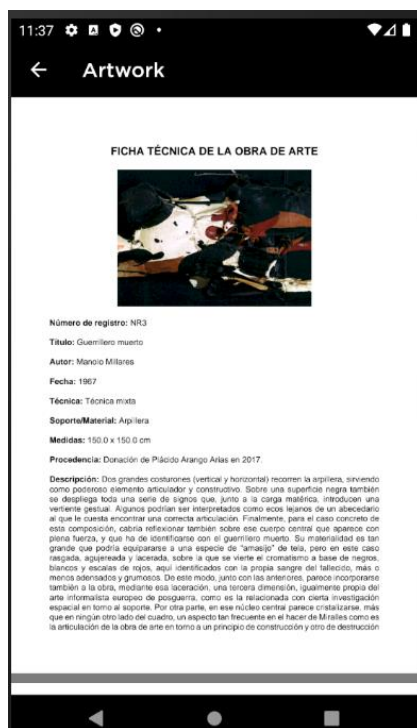 11:37
Artwork
FICHA TÉCNICA DE LA OBRA DE ARTE
Número de registro: NR3
Título: Guerrillero muerto
Autor: Manolo Millares
Fecha: 1967
Técnica: Técnica mixta
Soporte/Material: Arpillera
Medidas: 150.0 x 150.0 cm
Procedencia: Donación de Plácido Arango Arias en 2017.
Descripción: Dos grandes costurones (vertical y horizontal) recorren la arpillera, sirviendo
como poderoso elemento articulador y constructivo. Sobre una superficie negra también
se despliega toda una serie de signos que, junto a la carga matérica, introducen una
vertiente gestual. Algunos podrían ser interpretados como ecos lejanos de un abecedario
al que le cuesta encontrar una correcta articulación. Finalmente, para el caso concreto de
esta composición, cabría reflexionar también sobre ese cuerpo central que aparece con
plena fuerza, y que ha de identificarse con el guerrillero muerto. Su materialidad es tan
grande que podría equipararse a una especie de "amasijo" de tela, pero en este caso
rasgada, agujereada y lacerada, sobre la que se vierte el cromatismo a base de negros,
blancos y escalas de rojos, aquí identificados con la propia sangre del fallecido, más o
menos adensados y grumosos. De este modo, junto con las anteriores, parece incorporarse
también a la obra, mediante esa laceración, una tercera dimensión, igualmente propia del
arte informalista europeo de posguerra, como es la relacionada con cierta investigación
espacial en torno al soporte. Por otra parte, en ese núcleo central parece cristalizarse, más
que en ningún otro lado del cuadro, un aspecto tan frecuente en el hacer de Miralles como es
la articulación de la obra de arte en torno a un principio de construcción y otro de destrucción